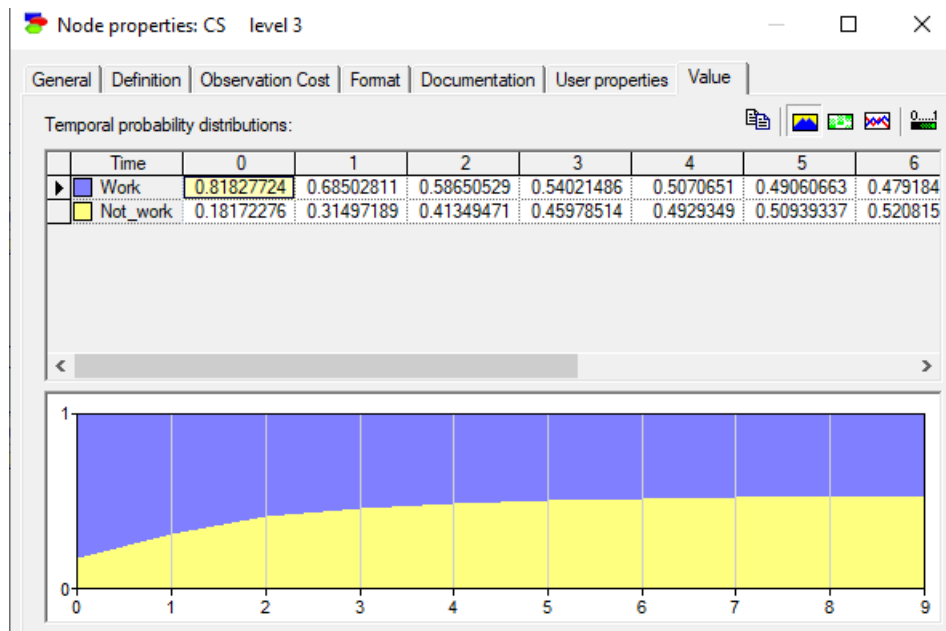 Node properties: CS level 3
General Definition Observation Cost Format Documentation User properties Value
Temporal probability distributions:
0....1
Time 0 1 2 3 4 5 6
Work 0.81827724 0.68502811 0.58650529 0.54021486 0.5070651 0.49060663 0.479184
Not_work 0.18172276 0.31497189 0.41349471 0.45978514 0.4929349 0.50939337 0.520815
1
0
0 1 2 3 4 5 6 7 8 9